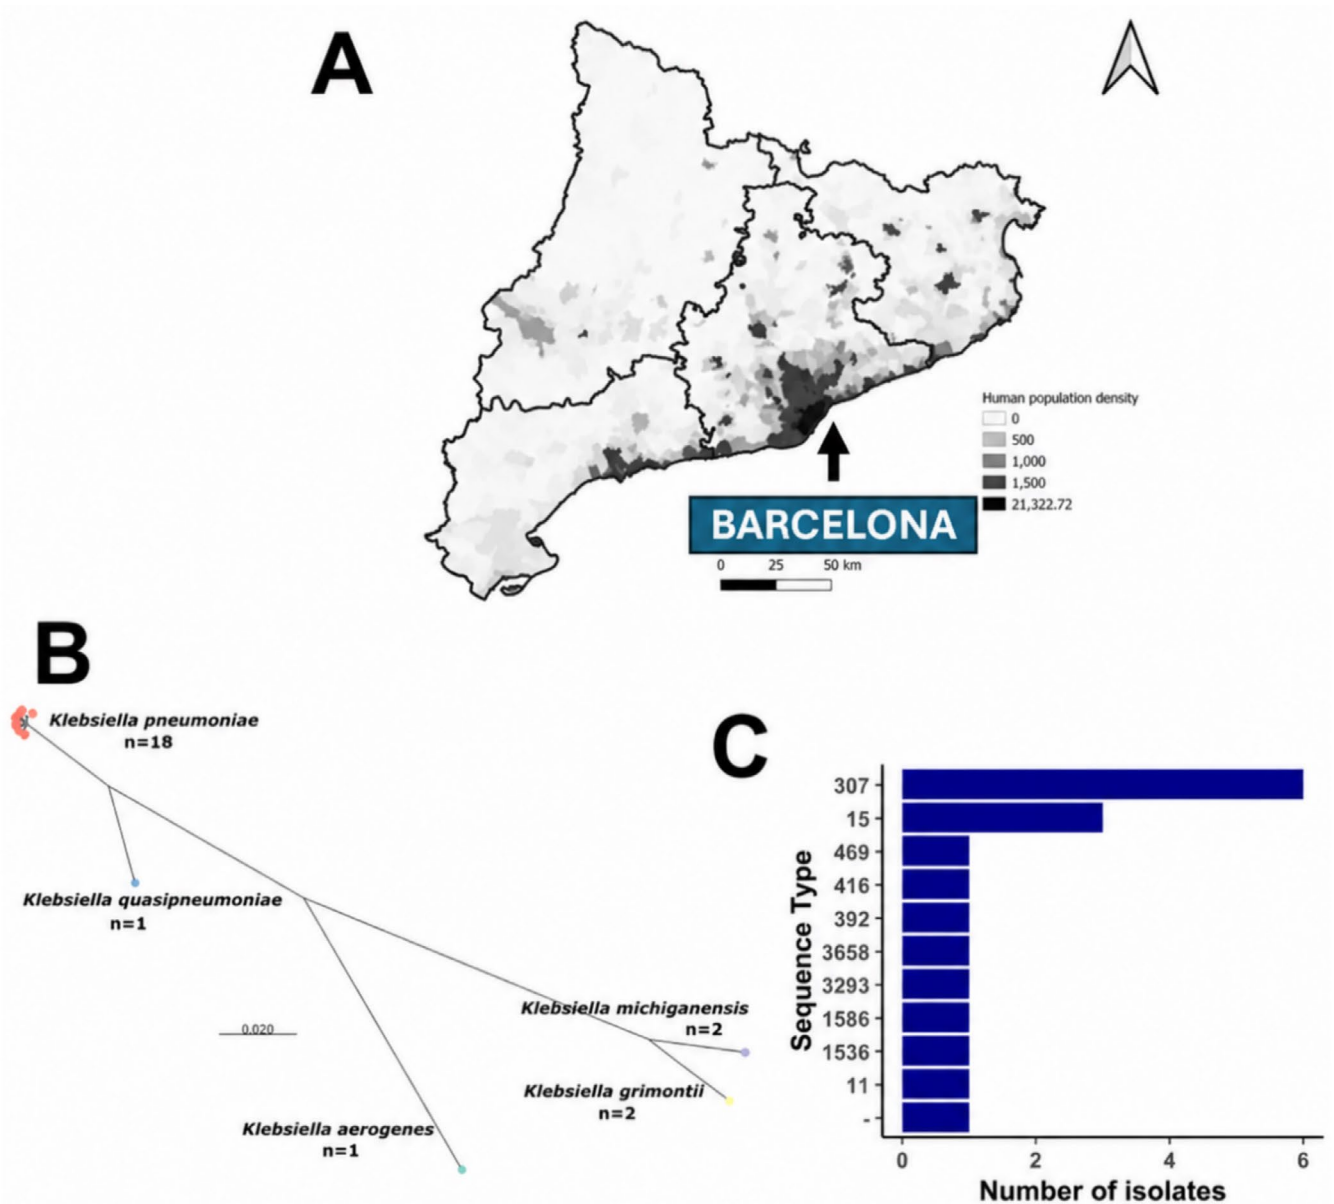 A
Human population density
0
500
1,000
1,500
21,322.72
BARCELONA
0 25 50 km
B
Klebsiella pneumoniae
n=18
Klebsiella quasipneumoniae
n=1
0.020
Klebsiella michiganensis
n=2
Klebsiella grimontii
n=2
Klebsiella aerogenes
n=1
C
Sequence Type
307
15
469
416
392
3658
3293
1586
1536
11
-
0 2 4 6
Number of isolates